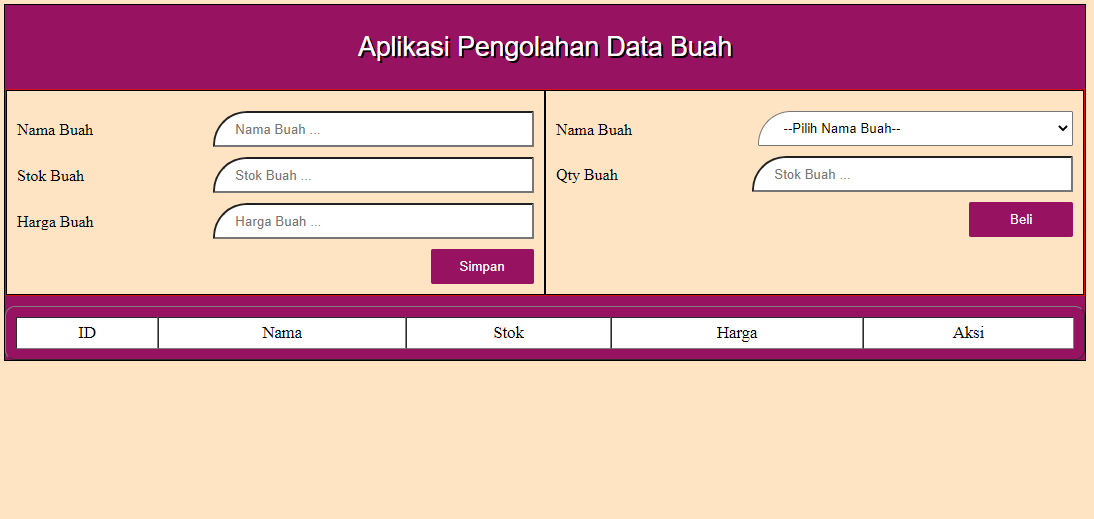 Aplikasi Pengolahan Data Buah
Nama Buah
Nama Buah ...
Stok Buah
Stok Buah ...
Harga Buah
Harga Buah ...
Simpan
Nama Buah
--Pilih Nama Buah--
Qty Buah
Stok Buah ...
Beli
ID Nama Stok Harga Aksi